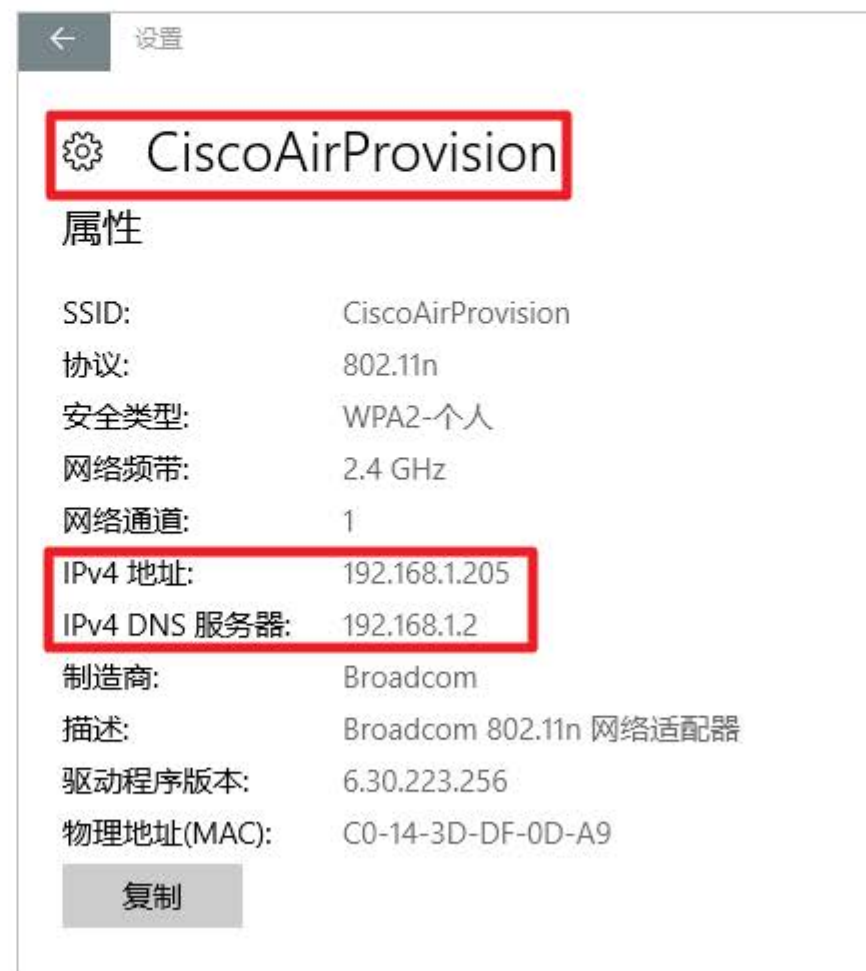 设置
CiscoAirProvision
属性
SSID: CiscoAirProvision
协议: 802.11n
安全类型: WPA2-个人
网络频带: 2.4 GHz
网络通道: 1
IPv4 地址: 192.168.1.205
IPv4 DNS 服务器: 192.168.1.2
制造商: Broadcom
描述: Broadcom 802.11n 网络适配器
驱动程序版本: 6.30.223.256
物理地址(MAC): C0-14-3D-DF-0D-A9
复制